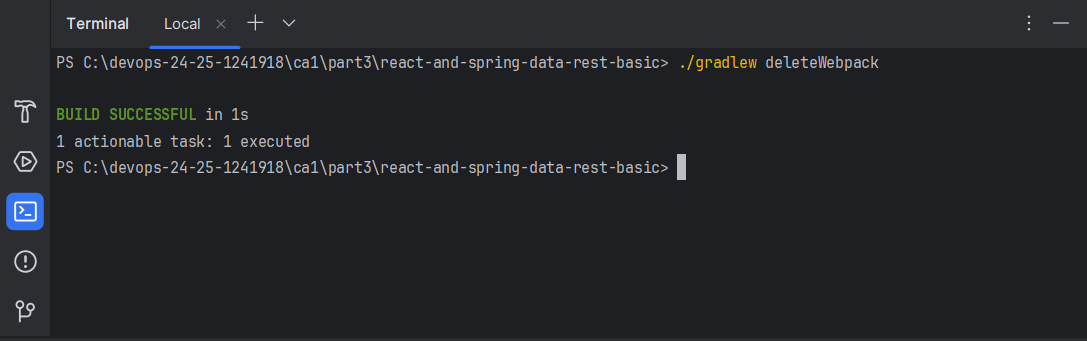 Terminal Local
PS C:\devops-24-25-1241918\ca1\part3\react-and-spring-data-rest-basic> ./gradlew deleteWebpack
BUILD SUCCESSFUL in 1s
1 actionable task: 1 executed
PS C:\devops-24-25-1241918\ca1\part3\react-and-spring-data-rest-basic>